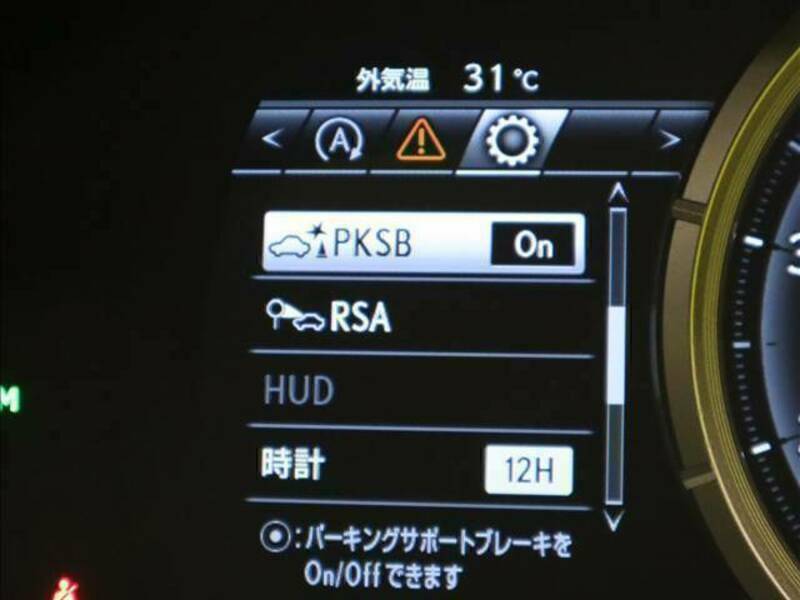 外気温 31℃
A
PKSB On
RSA
HUD
時計 12H
M
:パーキングサポートブレーキを
On/Offできます